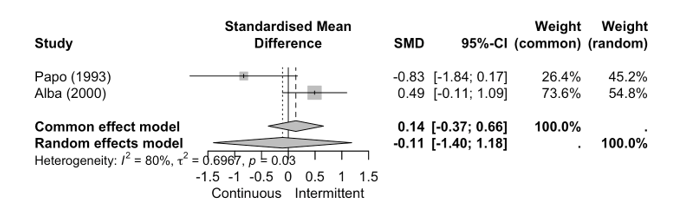 Standardised Mean Weight Weight
Study Difference SMD 95%-CI (common) (random)
Papo (1993) -0.83 [-1.84; 0.17] 26.4% 45.2%
Alba (2000) 0.49 [-0.11; 1.09] 73.6% 54.8%
Common effect model 0.14 [-0.37; 0.66] 100.0% .
Random effects model -0.11 [-1.40; 1.18] . 100.0%
Heterogeneity: I² = 80%, τ² = 0.6967, p = 0.03
-1.5 -1 -0.5 0 0.5 1 1.5
Continuous Intermittent